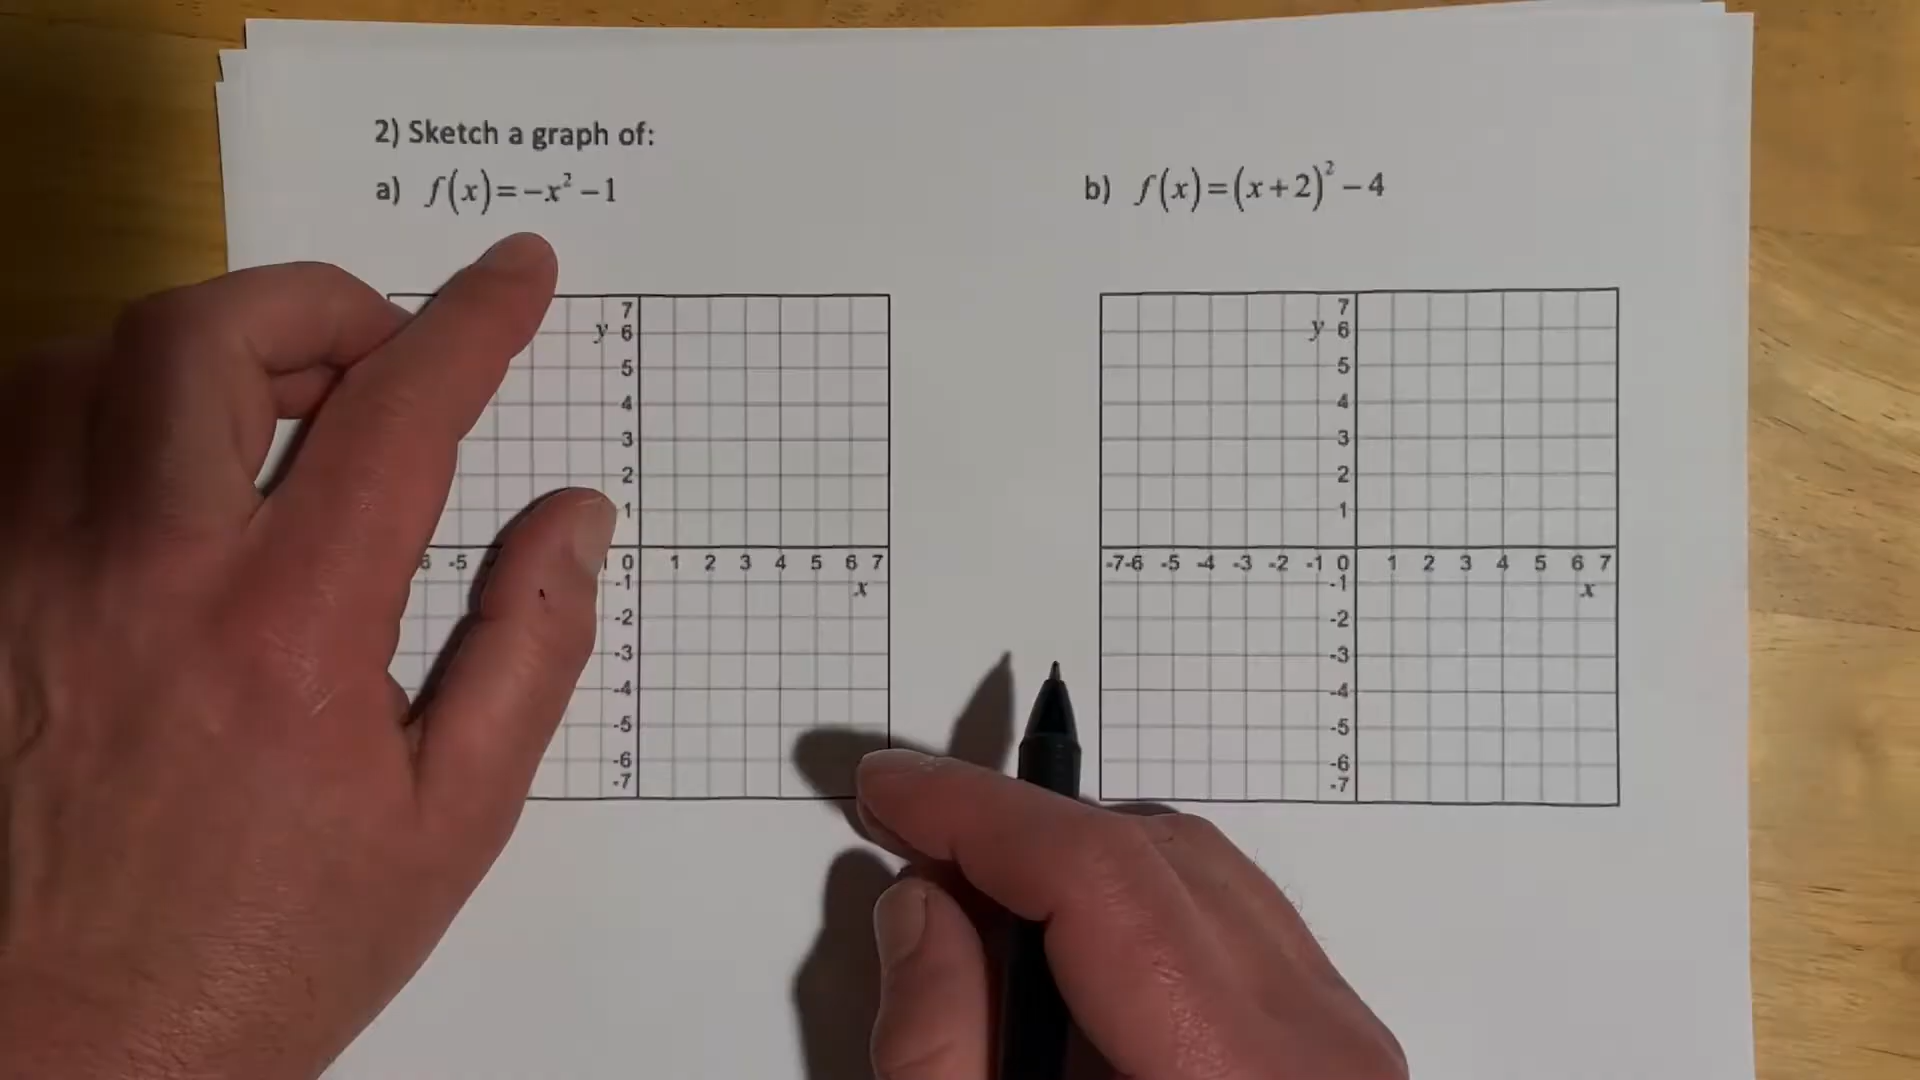 2) Sketch a graph of:
a) f(x)=-x²-1
b) f(x)=(x+2)²-4
7
y 6
5
4
3
2
1
-5 0 1 2 3 4 5 6 7
-1 x
-2
-3
-4
-5
-6
-7
7
y 6
5
4
3
2
1
-7-6 -5 -4 -3 -2 -1 0 1 2 3 4 5 6 7
-1 x
-2
-3
-4
-5
-6
-7